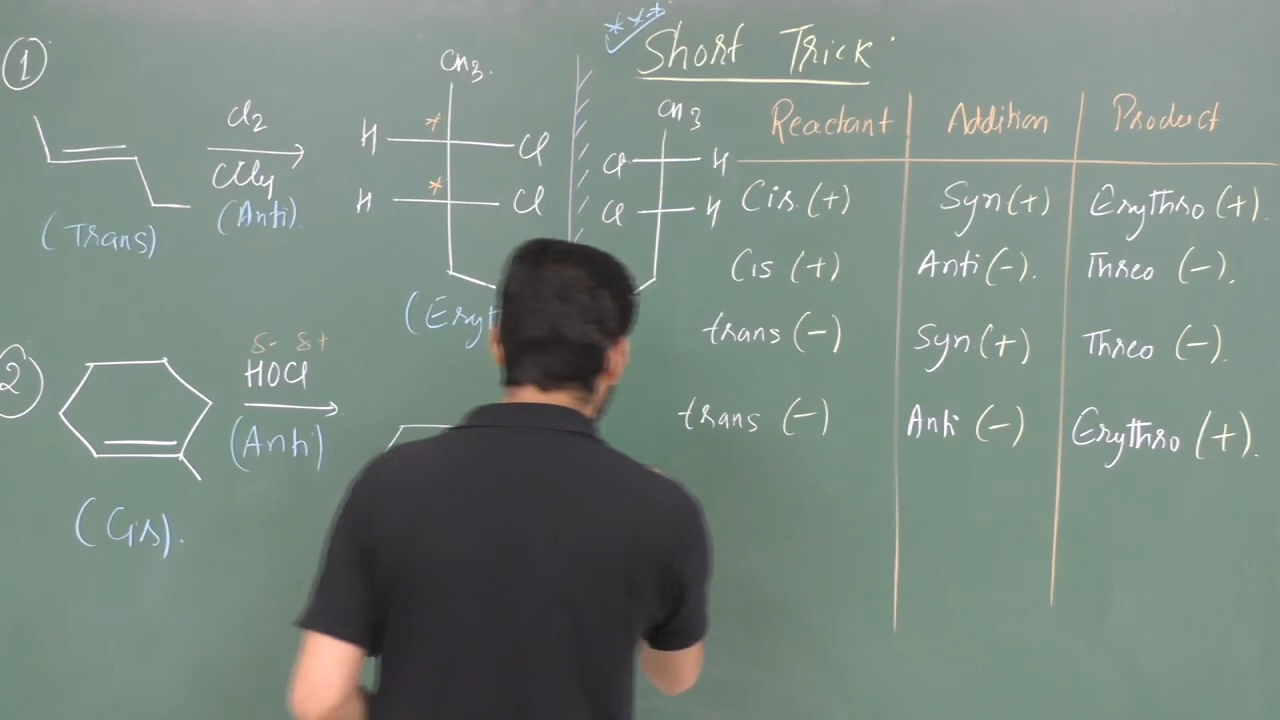 *** Short Trick
1
CH3.
CH3
Cl2
CCl4
(Anti).
(Trans)
H * Cl
H * Cl
Cl H
Cl H
(Eryt
Reactant Addition Product
Cis (+) Syn (+) Erythro (+).
Cis (+) Anti (-). Threo (-).
trans (-) Syn (+) Threo (-).
trans (-) Anti (-) Erythro (+).
2
δ- δ+
HOCl
(Anti)
(Cis).